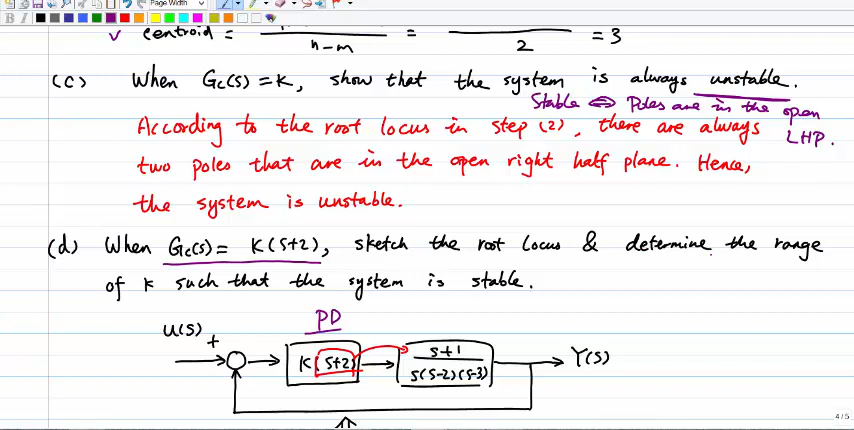 Page Width
B I
v centroid = ―― = ―― = 3
n-m 2
(c) When Gc(s) = K, show that the system is always unstable.
Stable ⇔ Poles are in the open
LHP.
According to the root locus in step (2), there are always
two poles that are in the open right half plane. Hence,
the system is unstable.
(d) When Gc(s) = K(s+2), sketch the root locus & determine the range
of K such that the system is stable.
PD
U(s) +
K (s+2)
s+1
s(s-2)(s-3)
Y(s)
4 / 5